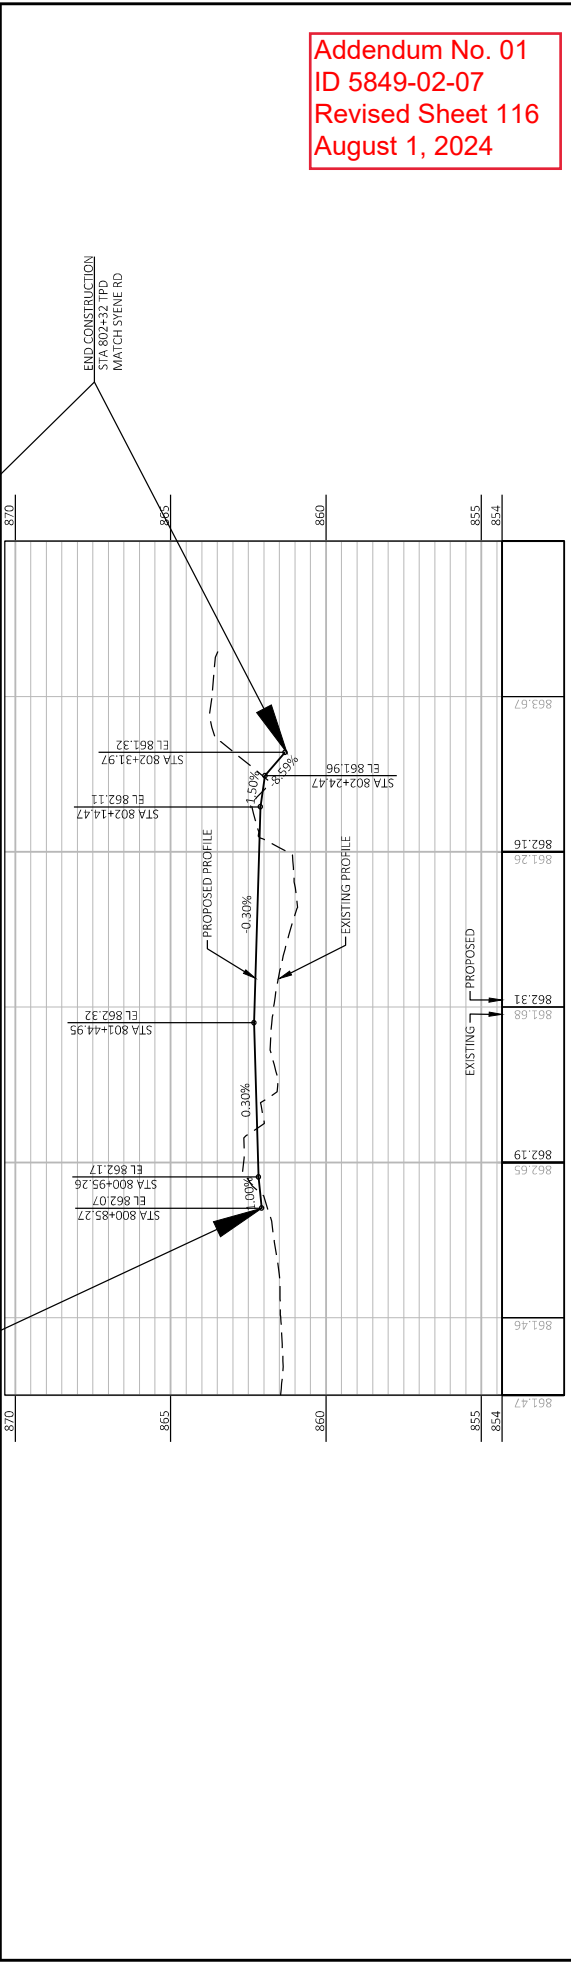 Addendum No. 01
ID 5849-02-07
Revised Sheet 116
August 1, 2024
END CONSTRUCTION
STA 802+32 TPD
MATCH SYENE RD
870
865
860
855
854
STA 800+85.27
EL 862.07
1.00%
STA 800+95.26
EL 862.17
0.30%
STA 801+44.95
EL 862.32
-0.30%
STA 802+14.47
EL 862.11
1.50%
STA 802+24.47
EL 861.96
-8.59%
STA 802+31.97
EL 861.32
PROPOSED PROFILE
EXISTING PROFILE
EXISTING
PROPOSED
870
865
860
855
854
861.47
861.46
862.65
862.19
861.68
862.31
861.26
862.16
863.67